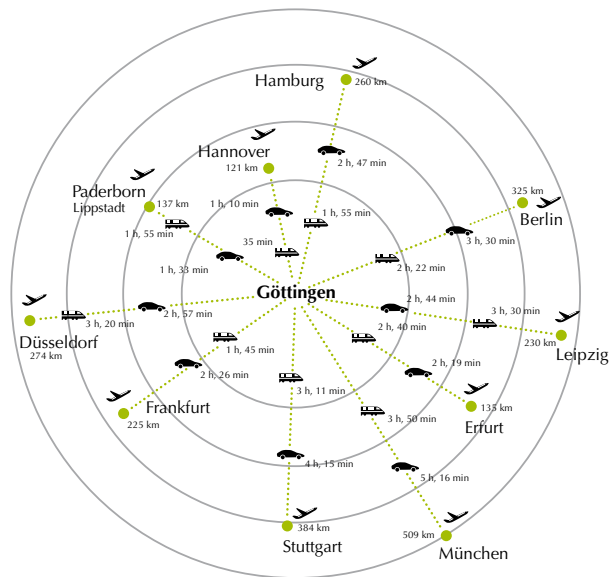 Hamburg
260 km
2 h, 47 min
Hannover
121 km
1 h, 10 min
35 min
1 h, 55 min
Paderborn
Lippstadt
137 km
1 h, 55 min
1 h, 33 min
325 km
Berlin
3 h, 30 min
2 h, 22 min
Göttingen
2 h, 44 min
3 h, 30 min
230 km
Leipzig
3 h, 20 min
2 h, 57 min
Düsseldorf
274 km
2 h, 40 min
2 h, 19 min
135 km
Erfurt
1 h, 45 min
2 h, 26 min
Frankfurt
225 km
3 h, 11 min
4 h, 15 min
384 km
Stuttgart
3 h, 50 min
5 h, 16 min
509 km
München